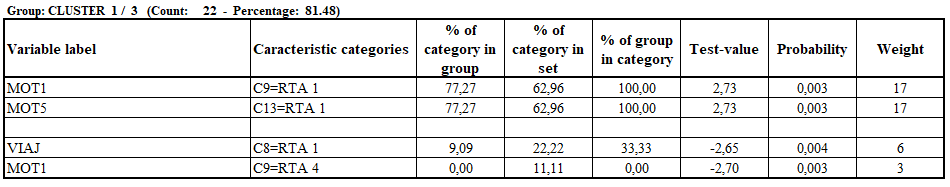 Group: CLUSTER 1 / 3 (Count: 22 - Percentage: 81.48)
Variable label Caracteristic categories % of category in group % of category in set % of group in category Test-value Probability Weight
MOT1 C9=RTA 1 77,27 62,96 100,00 2,73 0,003 17
MOT5 C13=RTA 1 77,27 62,96 100,00 2,73 0,003 17
VIAJ C8=RTA 1 9,09 22,22 33,33 -2,65 0,004 6
MOT1 C9=RTA 4 0,00 11,11 0,00 -2,70 0,003 3